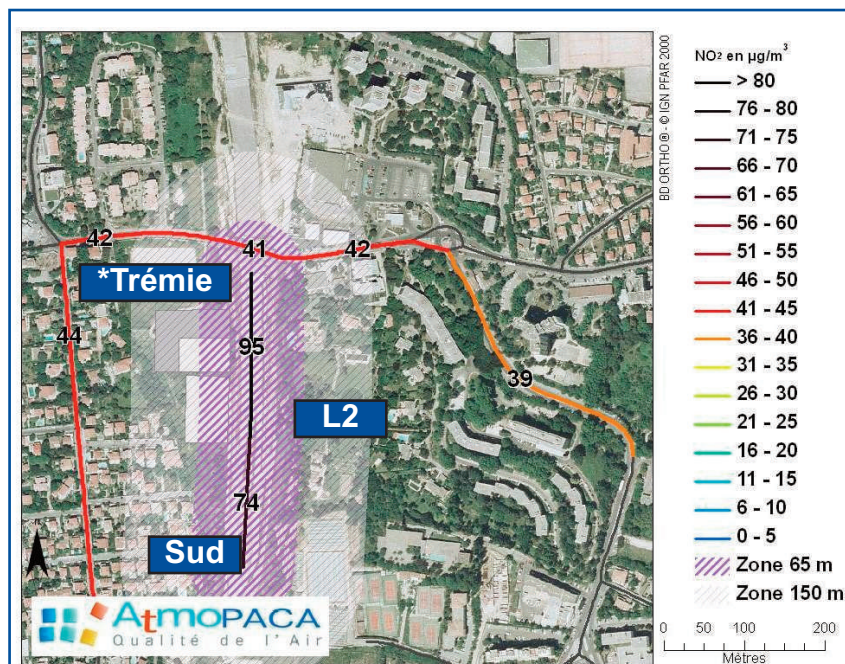 42
41
42
*Trémie
44
95
39
L2
74
Sud
AtmoPACA
Qualité de l'Air
BD ORTHO ® - © IGN PFAR 2000
NO2 en µg/m3
> 80
76 - 80
71 - 75
66 - 70
61 - 65
56 - 60
51 - 55
46 - 50
41 - 45
36 - 40
31 - 35
26 - 30
21 - 25
16 - 20
11 - 15
6 - 10
0 - 5
Zone 65 m
Zone 150 m
0 50 100 200
Mètres